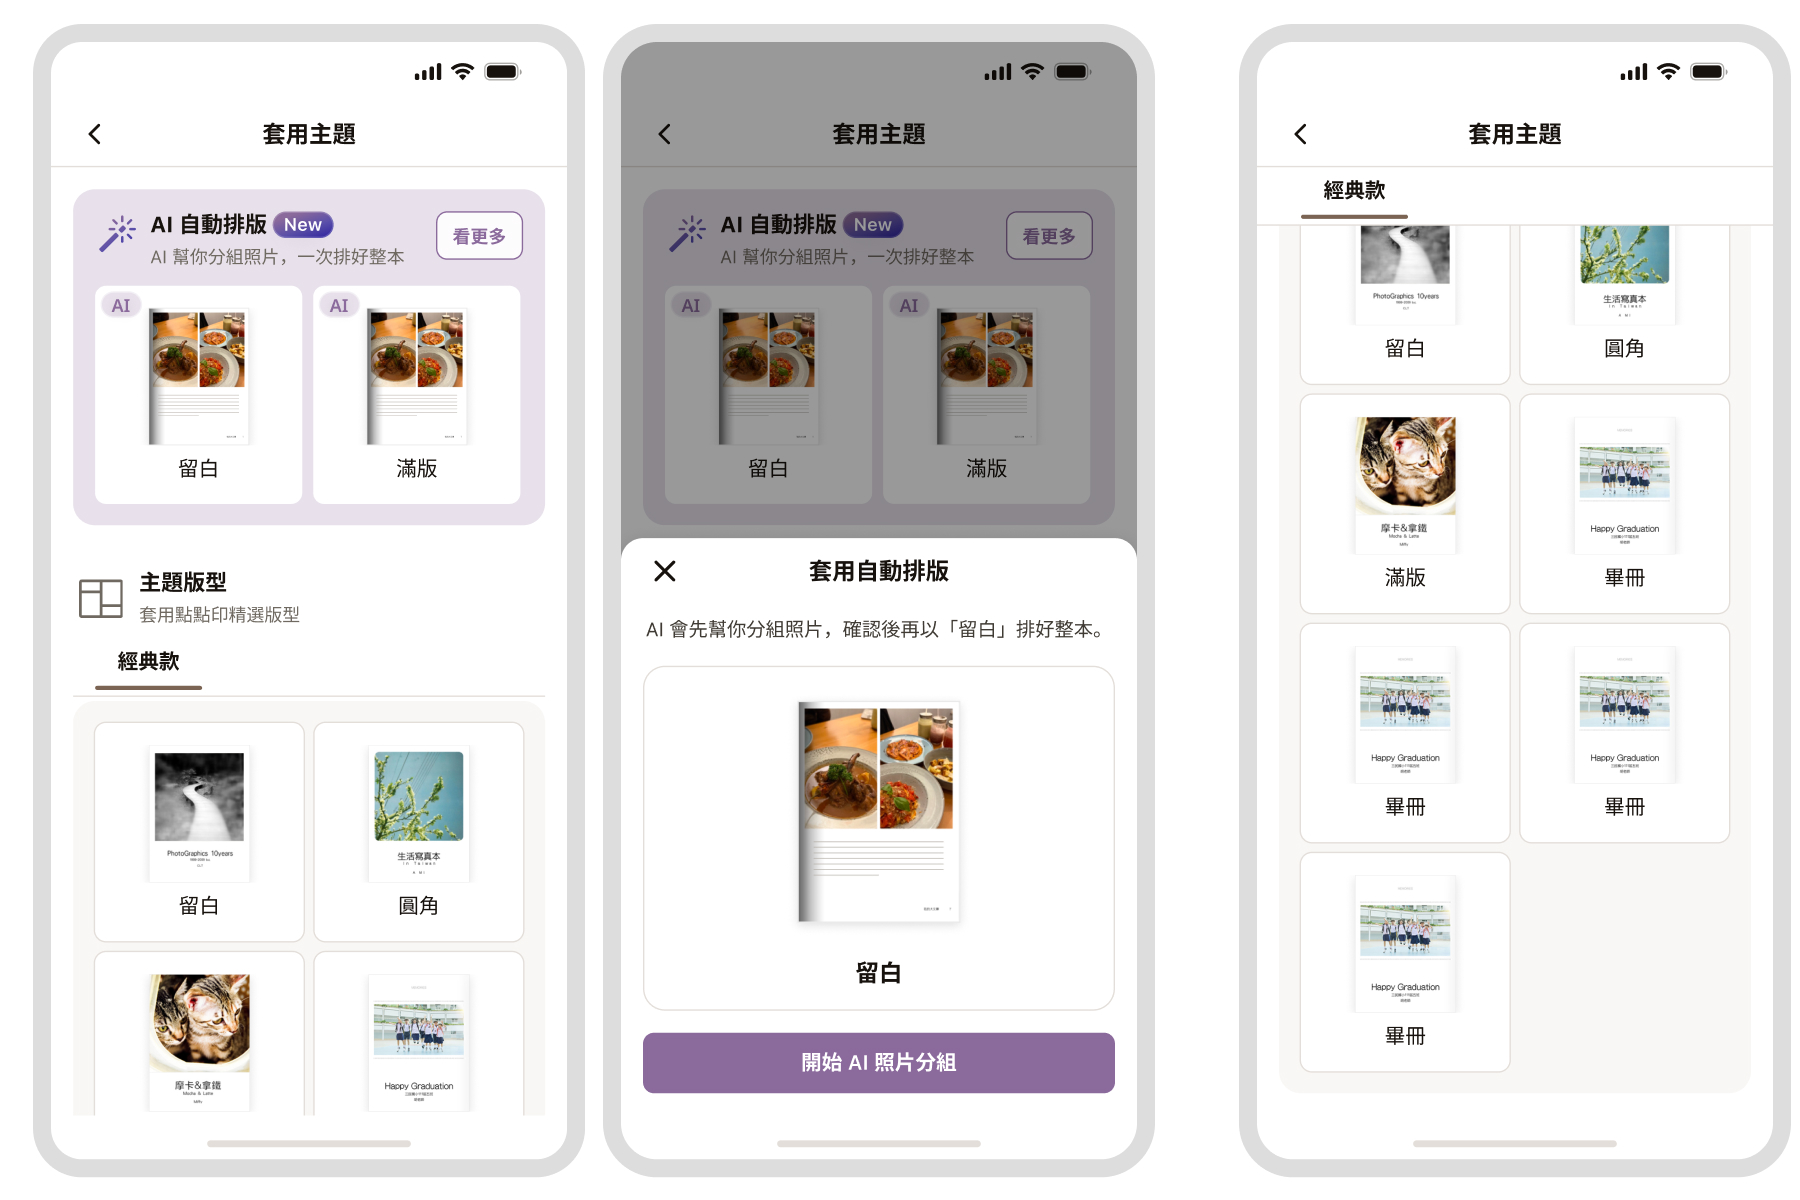 套用主題
AI 自動排版 New
AI 幫你分組照片，一次排好整本
看更多
AI
留白
AI
滿版
主題版型
套用點點印精選版型
經典款
PhotoGraphics 10years
留白
生活寫真本
in Taiwan
圓角
摩卡&拿鐵
Mocha & Latte
Happy Graduation
套用主題
AI 自動排版 New
AI 幫你分組照片，一次排好整本
看更多
AI
留白
AI
滿版
套用自動排版
AI 會先幫你分組照片，確認後再以「留白」排好整本。
留白
開始 AI 照片分組
套用主題
經典款
PhotoGraphics 10years
留白
生活寫真本
in Taiwan
圓角
摩卡&拿鐵
Mocha & Latte
滿版
Happy Graduation
畢冊
Happy Graduation
畢冊
Happy Graduation
畢冊
Happy Graduation
畢冊